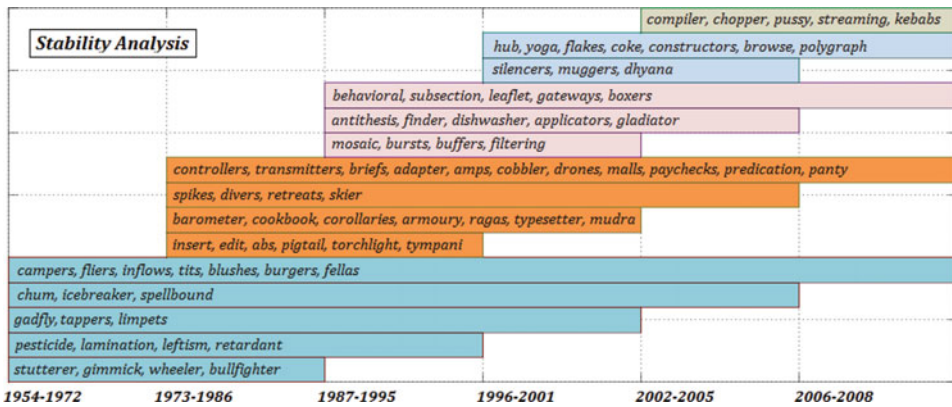 compiler, chopper, pussy, streaming, kebabs
Stability Analysis
hub, yoga, flakes, coke, constructors, browse, polygraph
silencers, muggers, dhyana
behavioral, subsection, leaflet, gateways, boxers
antithesis, finder, dishwasher, applicators, gladiator
mosaic, bursts, buffers, filtering
controllers, transmitters, briefs, adapter, amps, cobbler, drones, malls, paychecks, predication, panty
spikes, divers, retreats, skier
barometer, cookbook, corollaries, armoury, ragas, typesetter, mudra
insert, edit, abs, pigtail, torchlight, tympani
campers, fliers, inflows, tits, blushes, burgers, fellas
chum, icebreaker, spellbound
gadfly, tappers, limpets
pesticide, lamination, leftism, retardant
stutterer, gimmick, wheeler, bullfighter
1954-1972 1973-1986 1987-1995 1996-2001 2002-2005 2006-2008